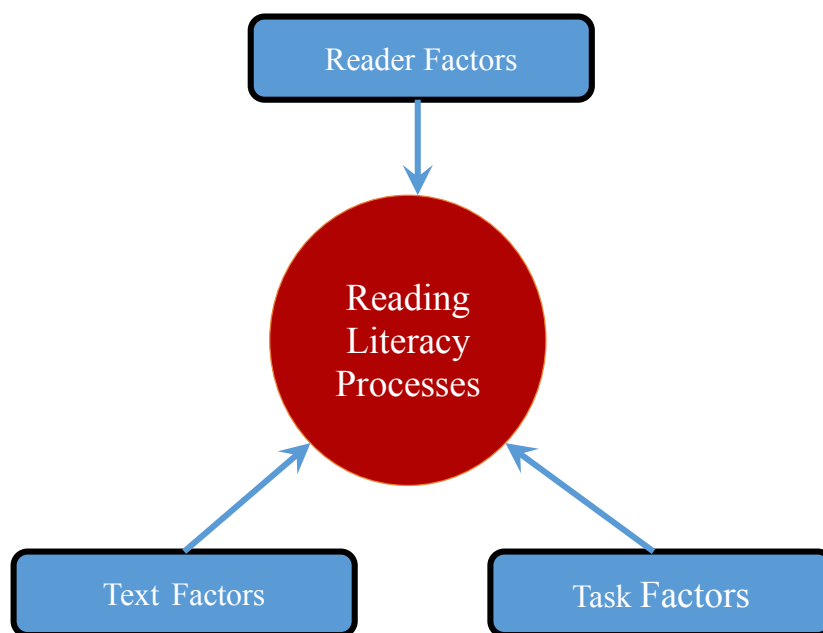 Reader Factors
Reading
Literacy
Processes
Text Factors
Task Factors